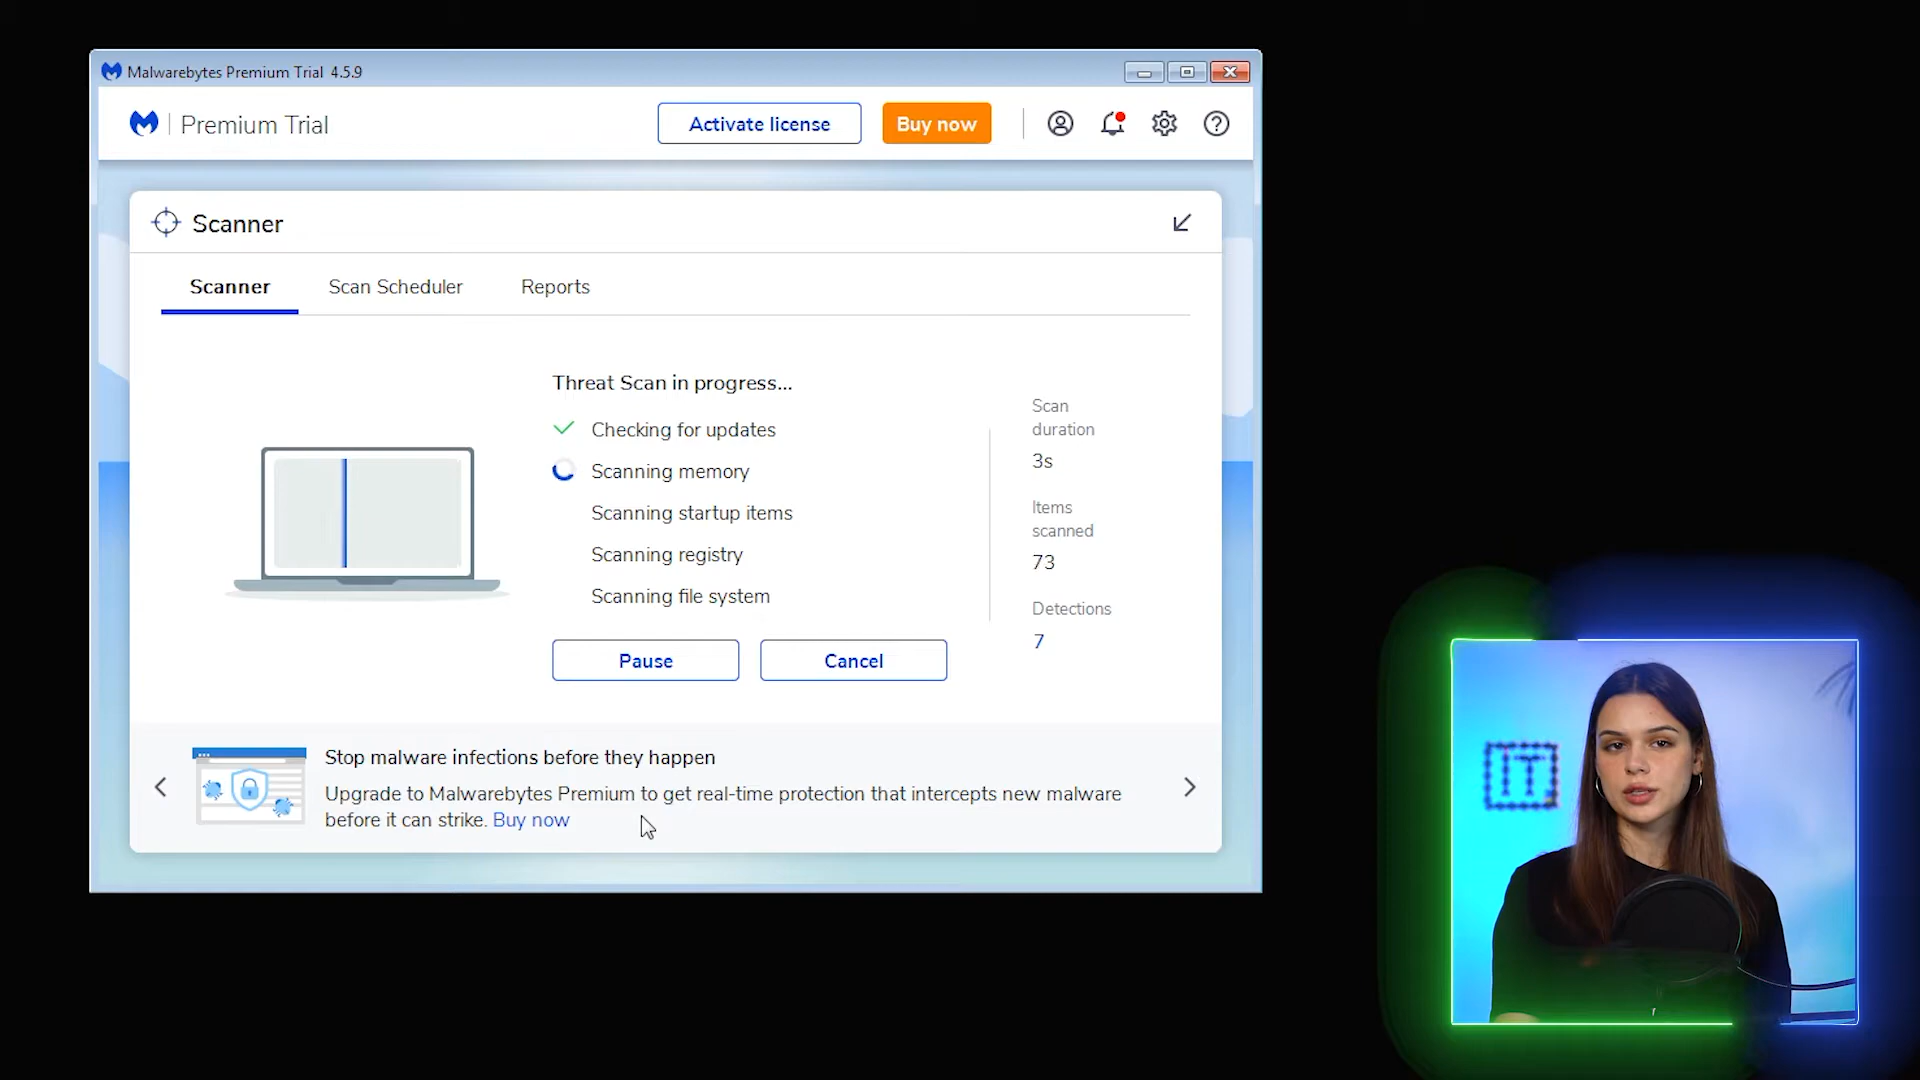 Malwarebytes Premium Trial 4.5.9
Premium Trial
Activate license
Buy now
Scanner
Scanner
Scan Scheduler
Reports
Threat Scan in progress...
Checking for updates
Scanning memory
Scanning startup items
Scanning registry
Scanning file system
Pause
Cancel
Scan
duration
3s
Items
scanned
73
Detections
7
Stop malware infections before they happen
Upgrade to Malwarebytes Premium to get real-time protection that intercepts new malware
before it can strike. Buy now
IT